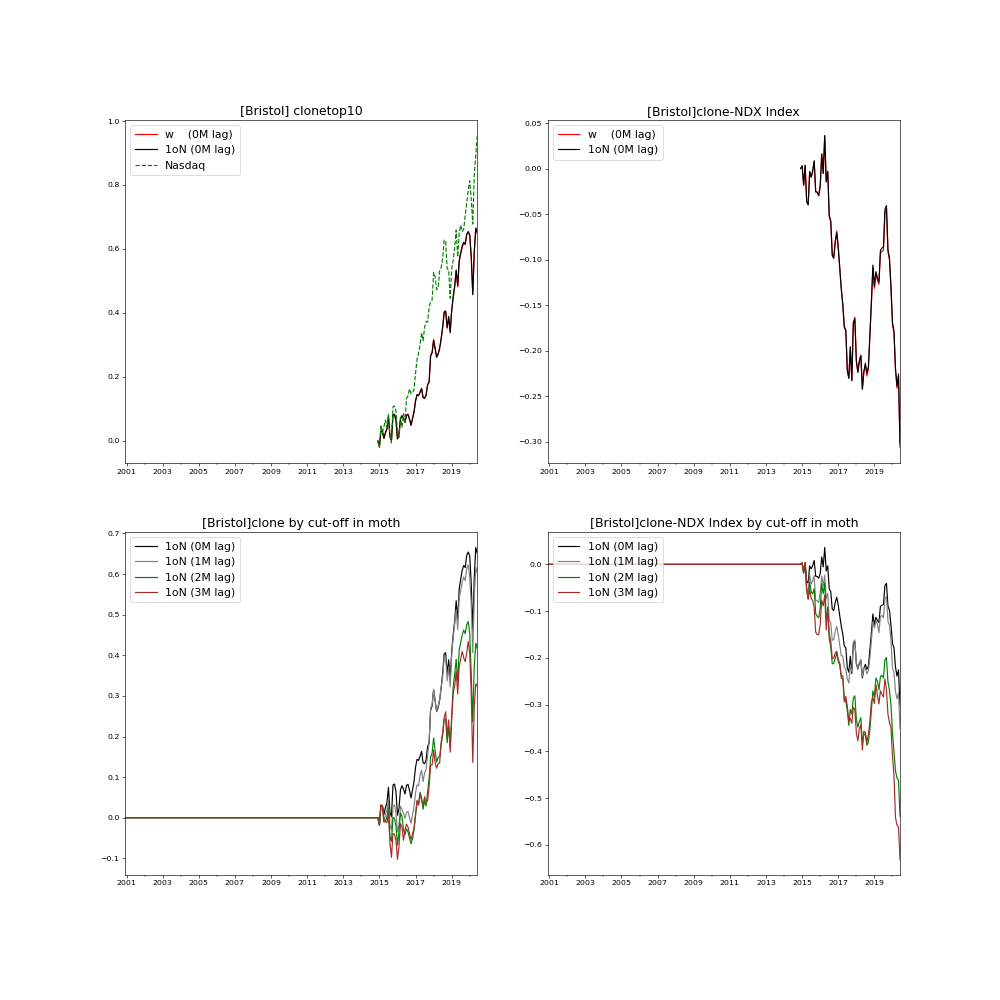 [Bristol] clonetop10
w    (0M lag)
1oN (0M lag)
Nasdaq
1.0
0.8
0.6
0.4
0.2
0.0
2001 2003 2005 2007 2009 2011 2013 2015 2017 2019
[Bristol]clone-NDX Index
w    (0M lag)
1oN (0M lag)
0.05
0.00
−0.05
−0.10
−0.15
−0.20
−0.25
−0.30
2001 2003 2005 2007 2009 2011 2013 2015 2017 2019
[Bristol]clone by cut-off in moth
1oN (0M lag)
1oN (1M lag)
1oN (2M lag)
1oN (3M lag)
0.7
0.6
0.5
0.4
0.3
0.2
0.1
0.0
−0.1
2001 2003 2005 2007 2009 2011 2013 2015 2017 2019
[Bristol]clone-NDX Index by cut-off in moth
1oN (0M lag)
1oN (1M lag)
1oN (2M lag)
1oN (3M lag)
0.0
−0.1
−0.2
−0.3
−0.4
−0.5
−0.6
2001 2003 2005 2007 2009 2011 2013 2015 2017 2019